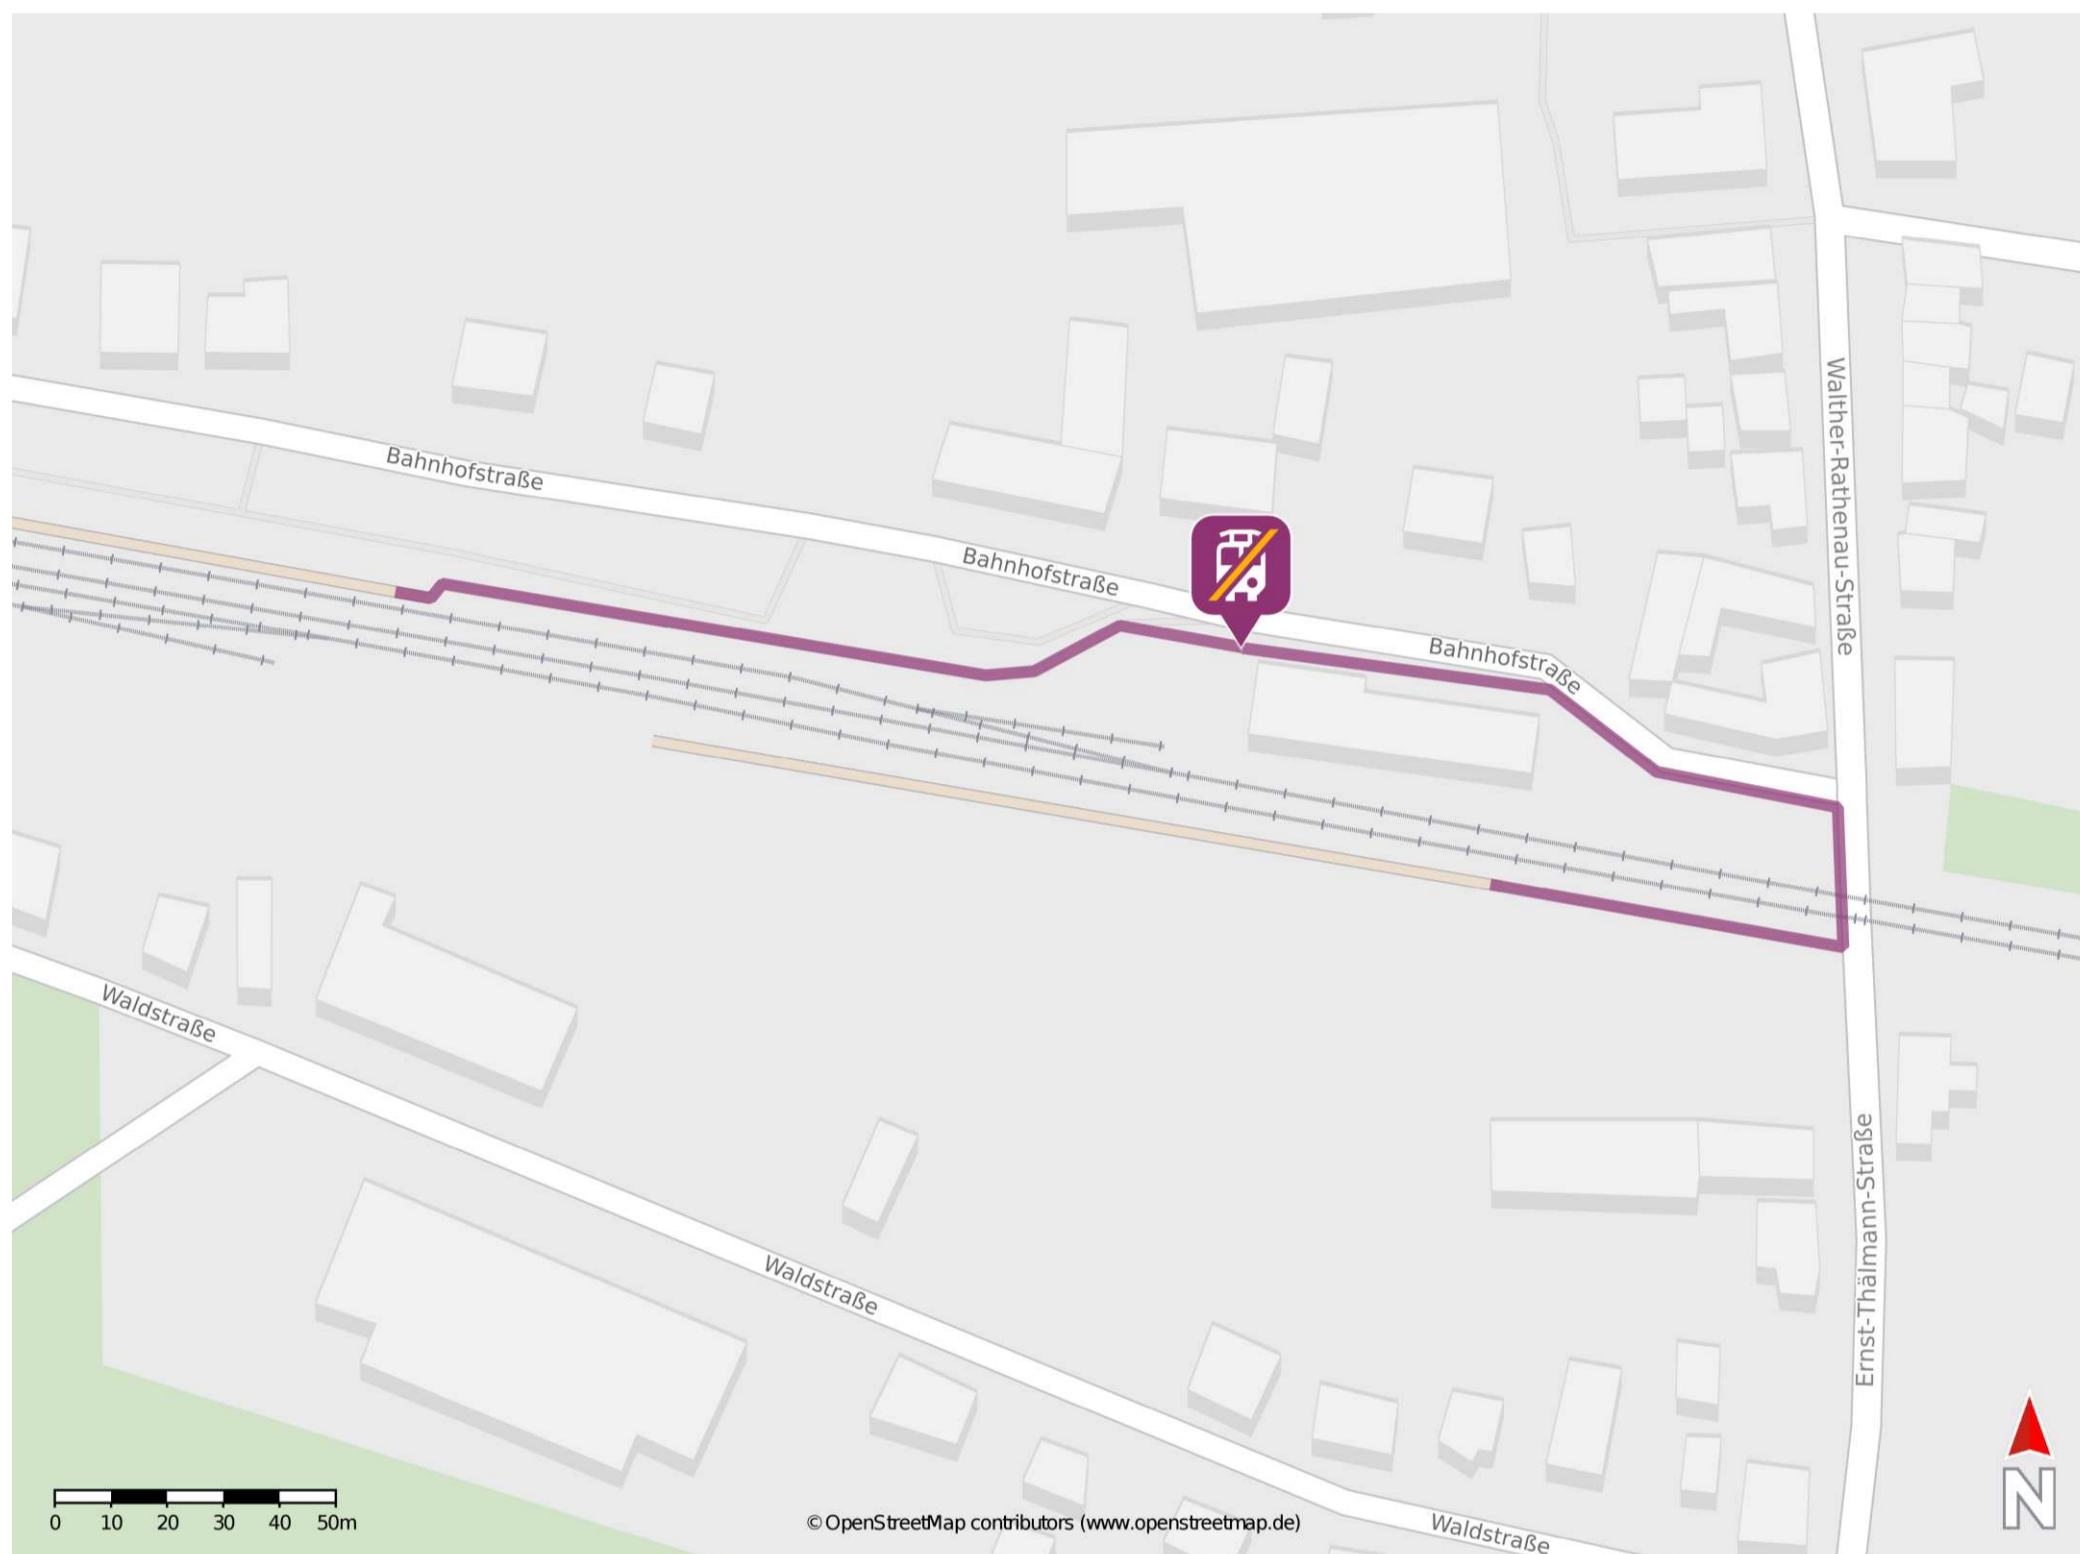 Bahnhofstraße
Bahnhofstraße
Bahnhofstraße
Walther-Rathenau-Straße
Waldstraße
Ernst-Thälmann-Straße
Waldstraße
Waldstraße
0 10 20 30 40 50m
© OpenStreetMap contributors (www.openstreetmap.de)
N